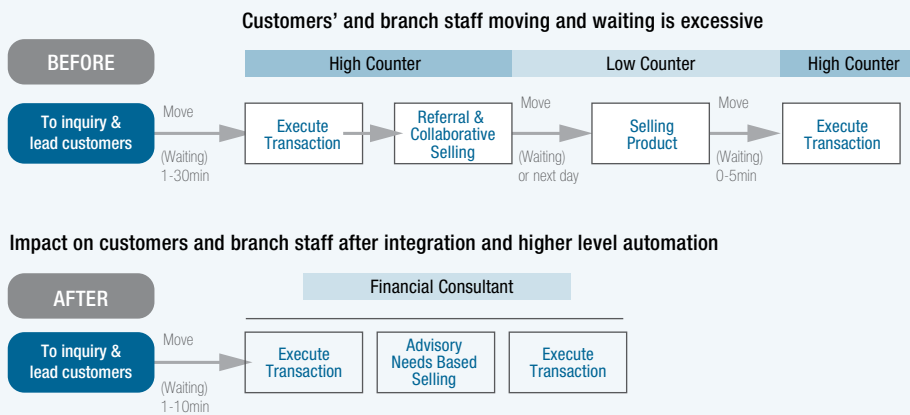 Customers’ and branch staff moving and waiting is excessive
BEFORE
High Counter
Low Counter
High Counter
To inquiry &
lead customers
Move
(Waiting)
1-30min
Execute
Transaction
Referral &
Collaborative
Selling
Move
(Waiting)
or next day
Selling
Product
Move
(Waiting)
0-5min
Execute
Transaction
Impact on customers and branch staff after integration and higher level automation
AFTER
Financial Consultant
To inquiry &
lead customers
Move
(Waiting)
1-10min
Execute
Transaction
Advisory
Needs Based
Selling
Execute
Transaction